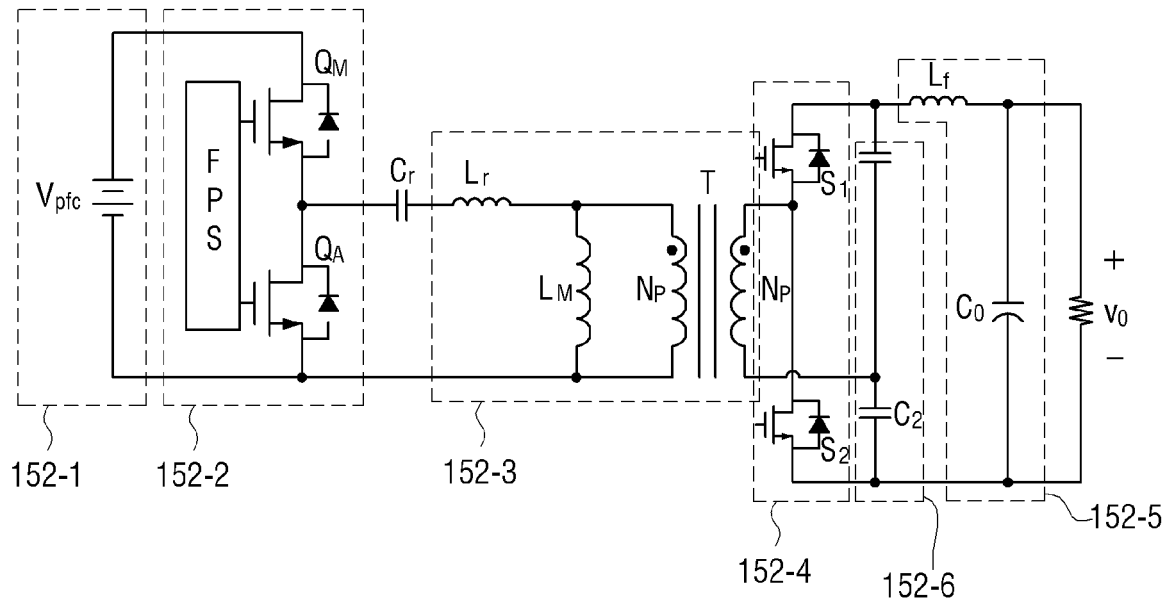 QM
Lf
FPS
Cr
Lr
T
S1
Vpfc
QA
LM
NP
NP
C0
+
v0
−
C2
S2
152-1
152-2
152-3
152-4
152-6
152-5